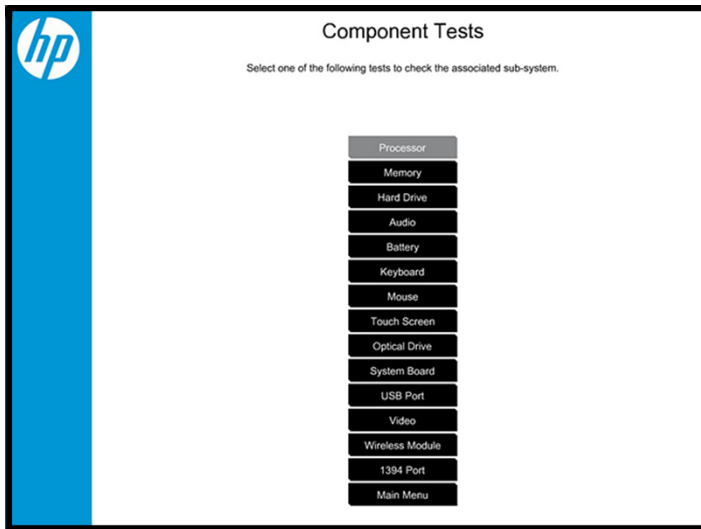 hp
Component Tests
Select one of the following tests to check the associated sub-system.
Processor
Memory
Hard Drive
Audio
Battery
Keyboard
Mouse
Touch Screen
Optical Drive
System Board
USB Port
Video
Wireless Module
1394 Port
Main Menu